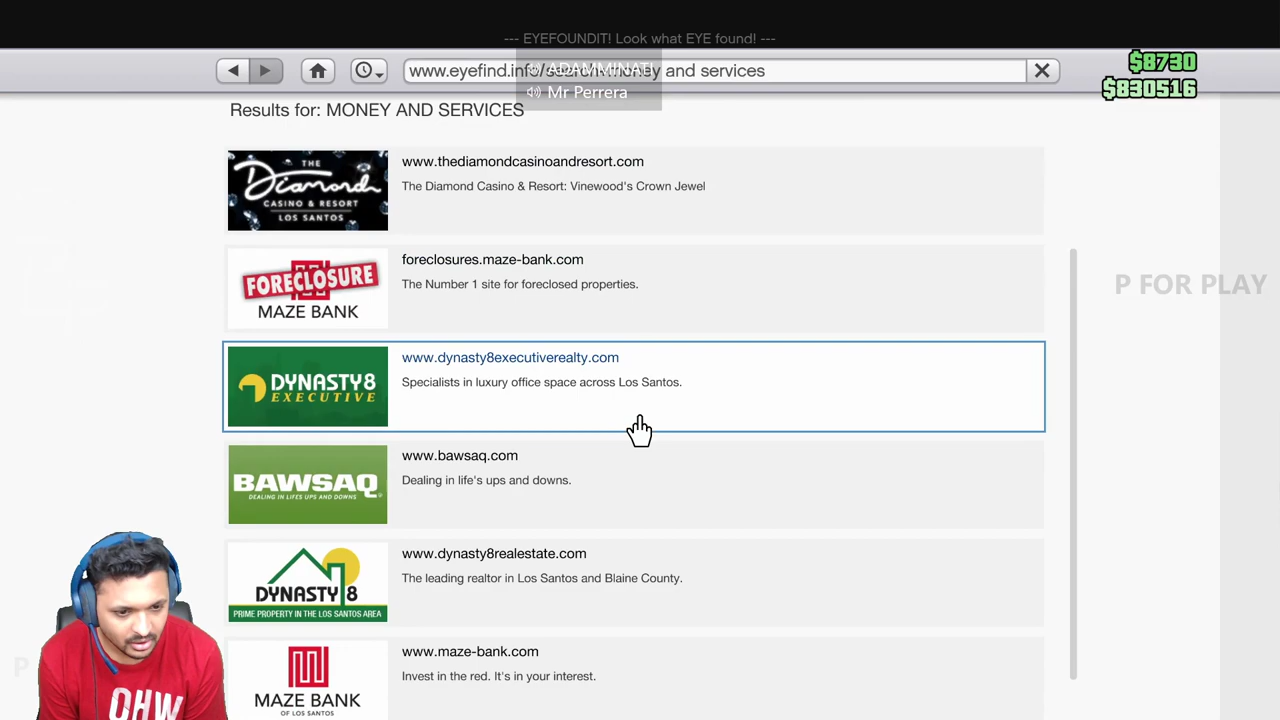 --- EYEFOUNDIT! Look what EYE found! ---
www.eyefind.info/ and services
ADAMMINATI
Mr Perrera
$8730
$830516
Results for: MONEY AND SERVICES
THE
Diamond
CASINO & RESORT
LOS SANTOS
www.thediamondcasinoandresort.com
The Diamond Casino & Resort: Vinewood's Crown Jewel
FORECLOSURE
MAZE BANK
foreclosures.maze-bank.com
The Number 1 site for foreclosed properties.
P FOR PLAY
DYNASTY8
EXECUTIVE
www.dynasty8executiverealty.com
Specialists in luxury office space across Los Santos.
BAWSAQ
DEALING IN LIFE'S UPS AND DOWNS
www.bawsaq.com
Dealing in life's ups and downs.
DYNASTY 8
PRIME PROPERTY IN THE LOS SANTOS AREA
www.dynasty8realestate.com
The leading realtor in Los Santos and Blaine County.
MAZE BANK
OF LOS SANTOS
www.maze-bank.com
Invest in the red. It's in your interest.
P
OHW